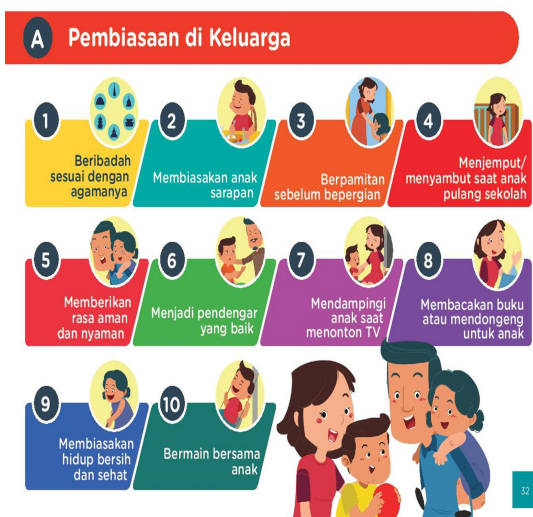 A Pembiasaan di Keluarga
1
Beribadah
sesuai dengan
agamanya
2
Membiasakan anak
sarapan
3
Berpamitan
sebelum bepergian
4
Menjemput/
menyambut saat anak
pulang sekolah
5
Memberikan
rasa aman
dan nyaman
6
Menjadi pendengar
yang baik
7
Mendampingi
anak saat
menonton TV
8
Membacakan buku
atau mendongeng
untuk anak
9
Membiasakan
hidup bersih
dan sehat
10
Bermain bersama
anak
32